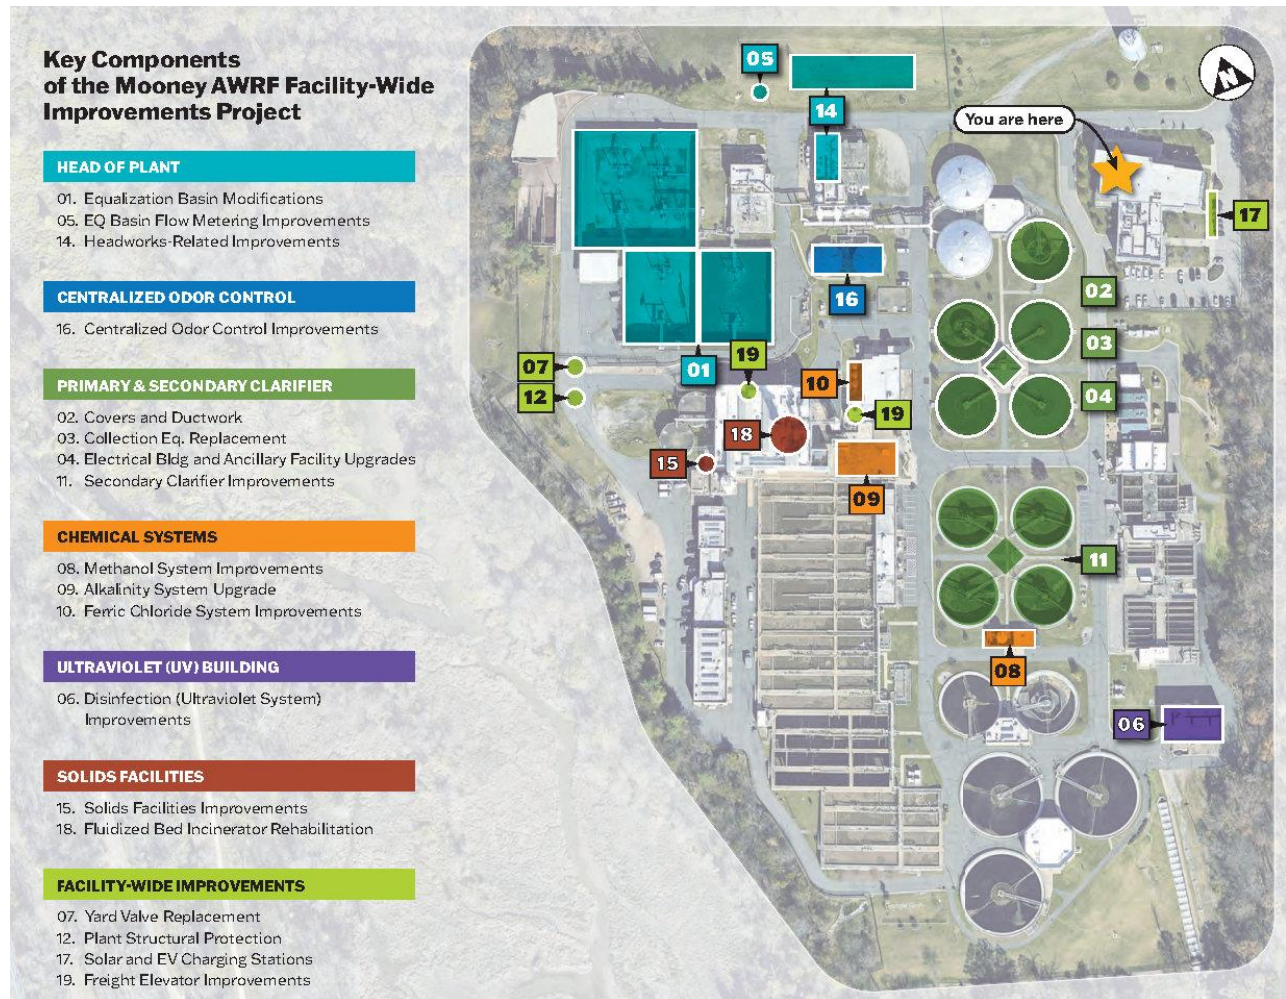 Key Components
of the Mooney AWRF Facility-Wide
Improvements Project
HEAD OF PLANT
01. Equalization Basin Modifications
05. EQ Basin Flow Metering Improvements
14. Headworks-Related Improvements
CENTRALIZED ODOR CONTROL
16. Centralized Odor Control Improvements
PRIMARY & SECONDARY CLARIFIER
02. Covers and Ductwork
03. Collection Eq. Replacement
04. Electrical Bldg and Ancillary Facility Upgrades
11. Secondary Clarifier Improvements
CHEMICAL SYSTEMS
08. Methanol System Improvements
09. Alkalinity System Upgrade
10. Ferric Chloride System Improvements
ULTRAVIOLET (UV) BUILDING
06. Disinfection (Ultraviolet System)
Improvements
SOLIDS FACILITIES
15. Solids Facilities Improvements
18. Fluidized Bed Incinerator Rehabilitation
FACILITY-WIDE IMPROVEMENTS
07. Yard Valve Replacement
12. Plant Structural Protection
17. Solar and EV Charging Stations
19. Freight Elevator Improvements
05
14
N
You are here
17
16
02
03
04
01
19
07
12
10
19
18
15
09
11
08
06